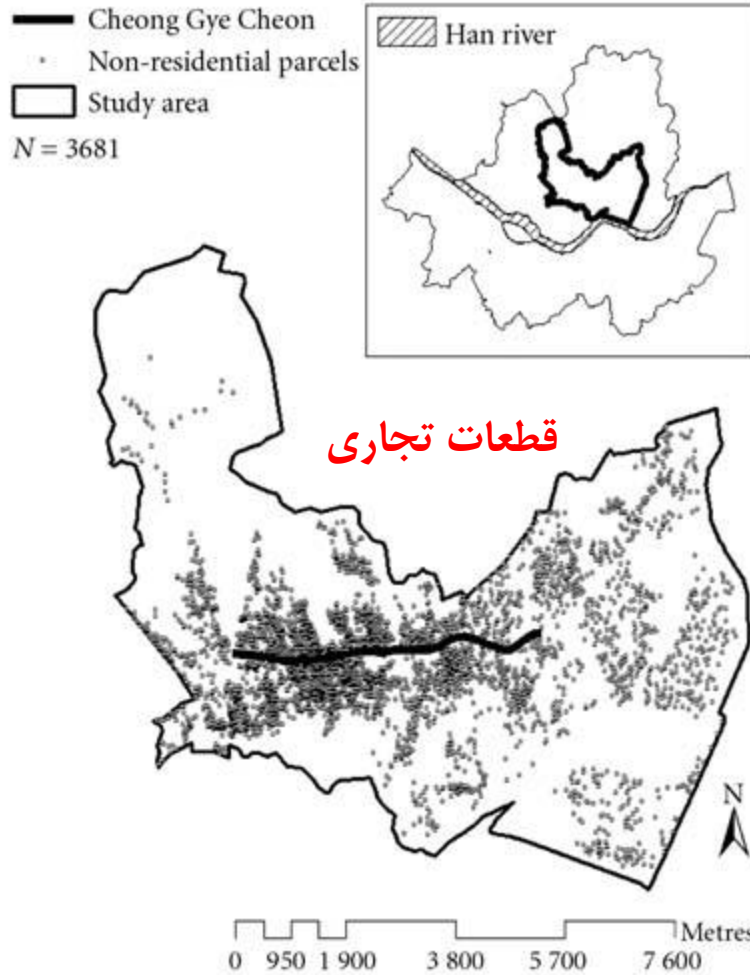 Cheong Gye Cheon
Non-residential parcels
Study area
N = 3681
Han river
قطعات تجاری
N
Metres
0 950 1 900 3 800 5 700 7 600